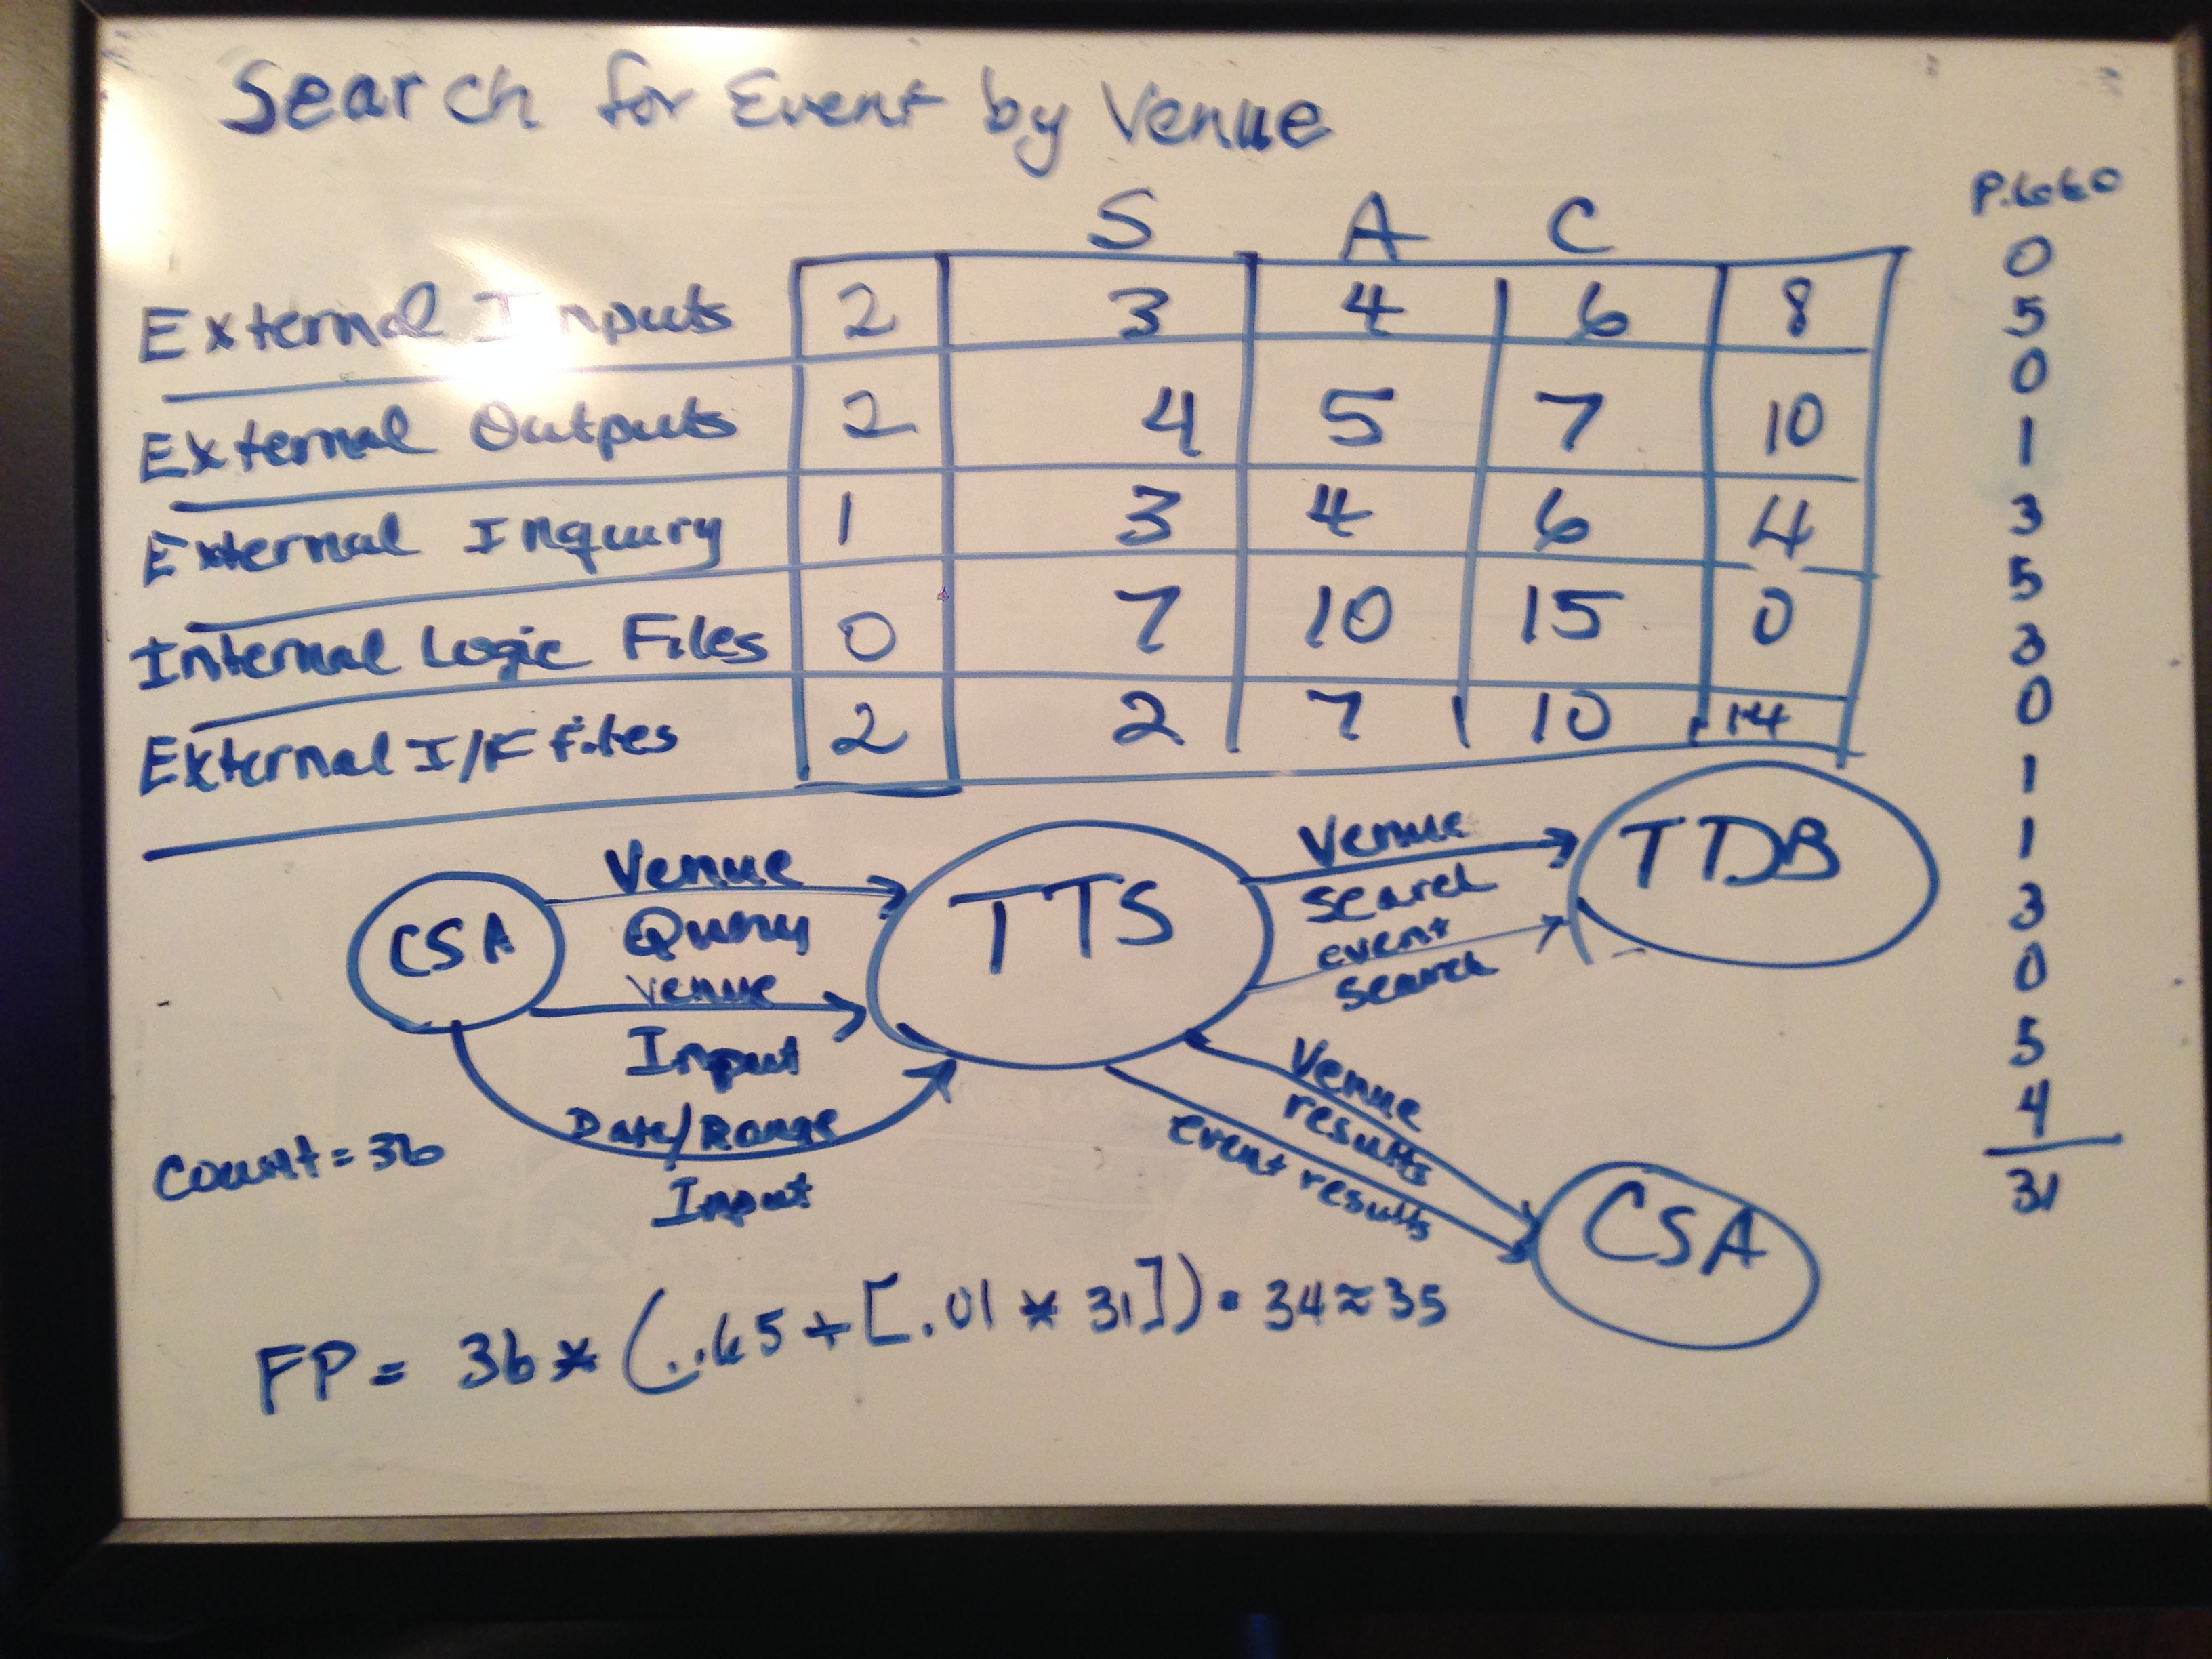 Search for Event by Venue
S A C
External Inputs 2 3 4 6 8
External Outputs 2 4 5 7 10
External Inquiry 1 3 4 6 4
Internal Logic Files 0 7 10 15 0
External I/F files 2 2 7 10 14
P.660
0
5
0
1
3
5
3
0
1
1
3
0
5
4
31
CSA
Venue
Query
Venue
Input
Date/Range
Input
TTS
Venue
Search
event
search
TDB
Venue
results
event results
CSA
Count = 36
FP = 36 * (.65 + [.01 * 31]) = 34 ≈ 35